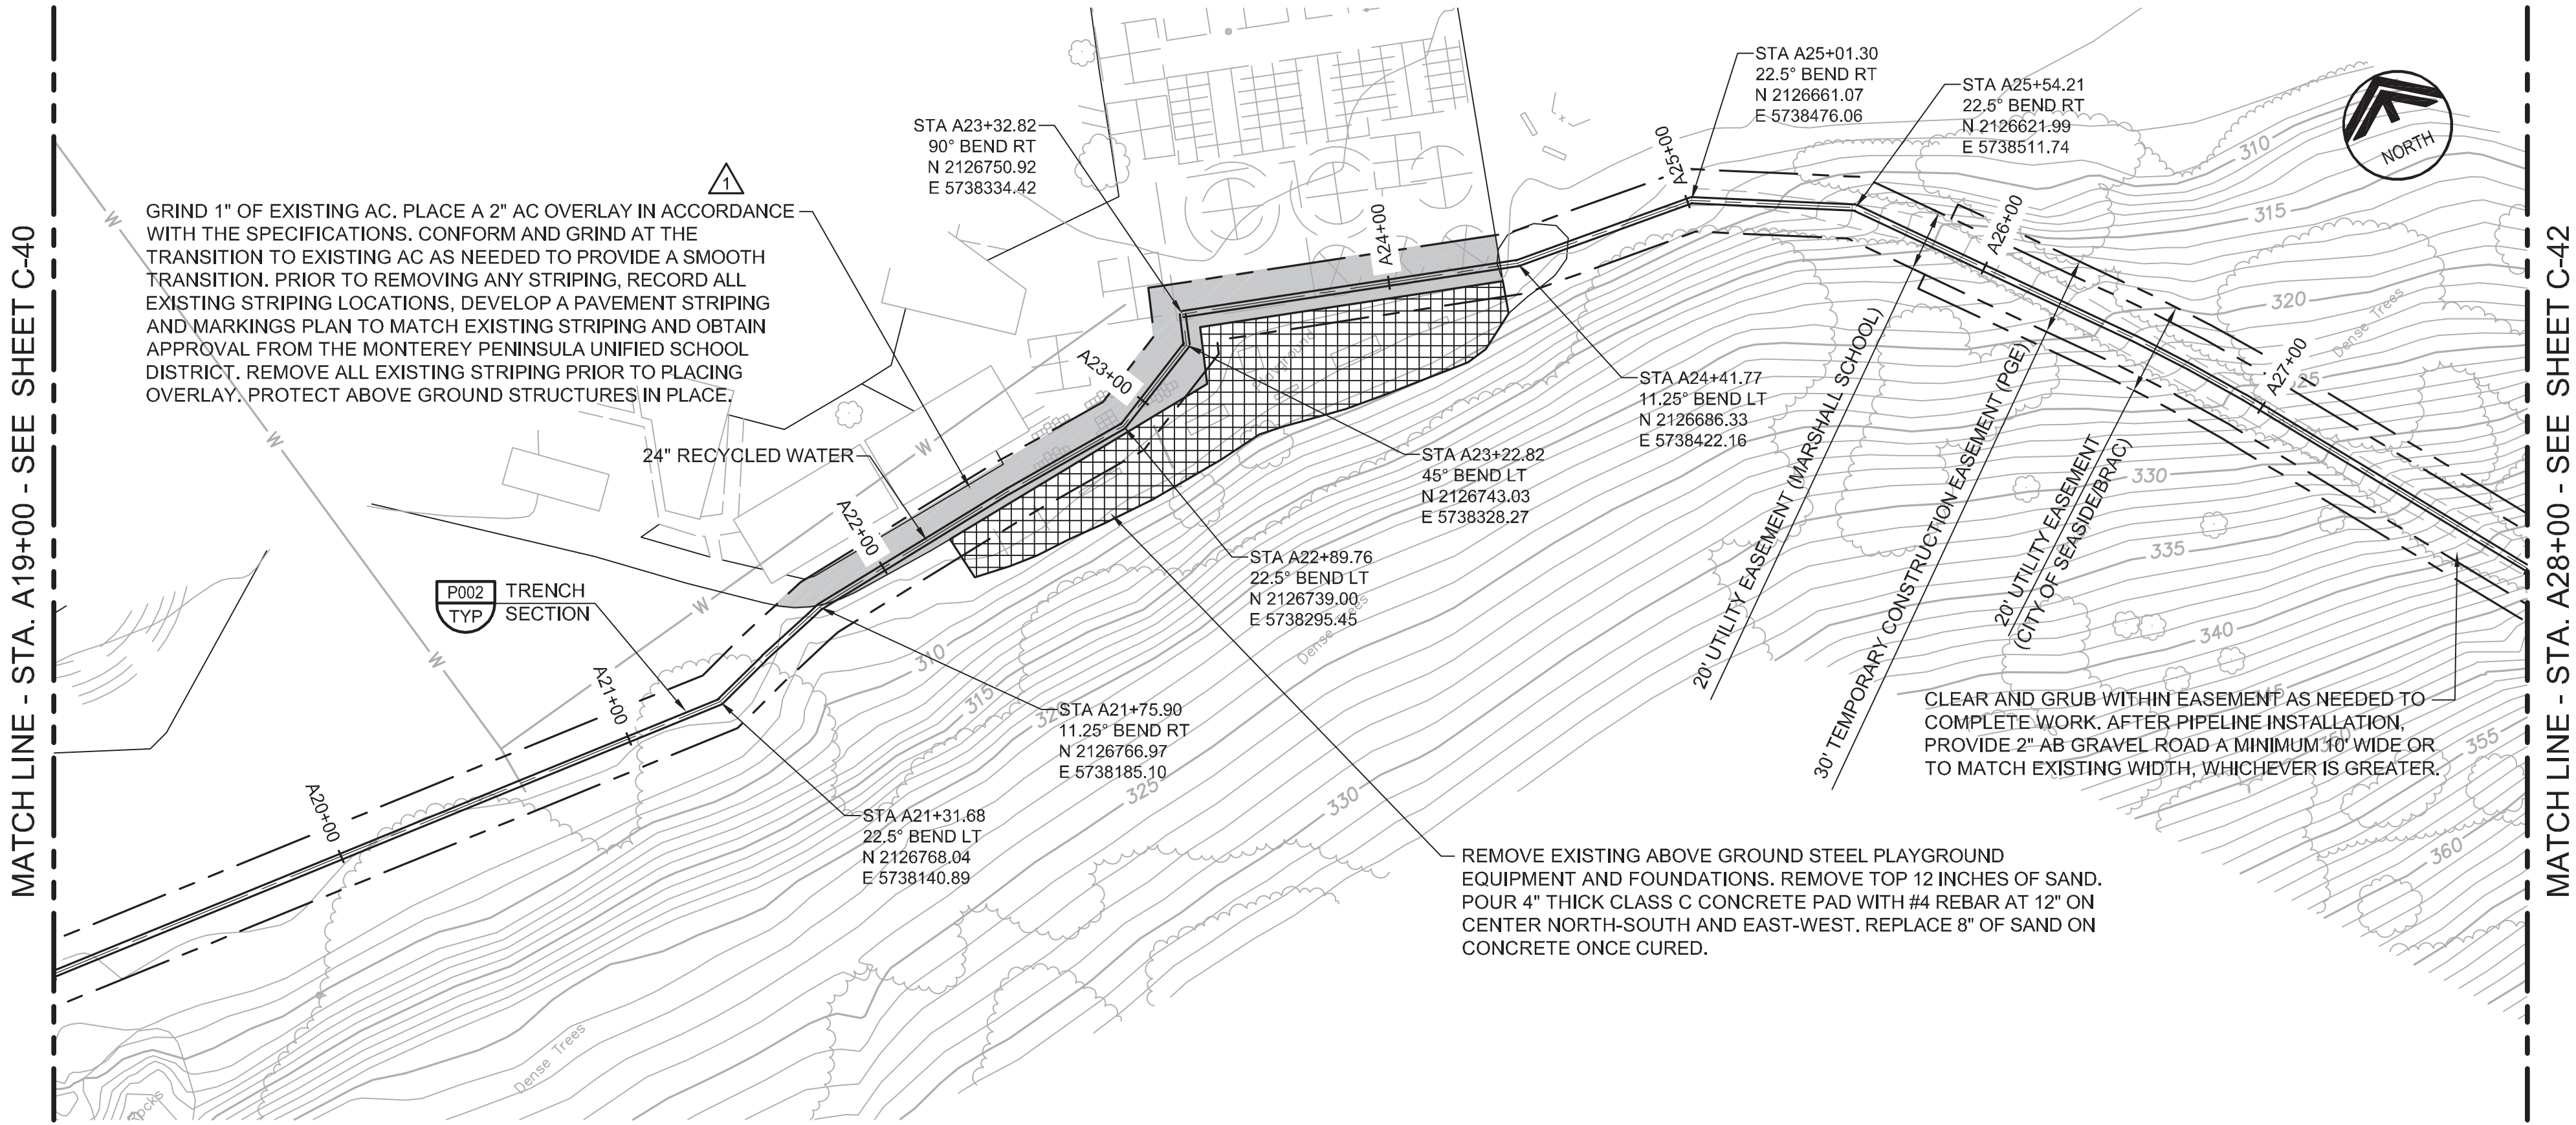 MATCH LINE - STA. A19+00 - SEE SHEET C-40
1
GRIND 1" OF EXISTING AC. PLACE A 2" AC OVERLAY IN ACCORDANCE
WITH THE SPECIFICATIONS. CONFORM AND GRIND AT THE
TRANSITION TO EXISTING AC AS NEEDED TO PROVIDE A SMOOTH
TRANSITION. PRIOR TO REMOVING ANY STRIPING, RECORD ALL
EXISTING STRIPING LOCATIONS, DEVELOP A PAVEMENT STRIPING
AND MARKINGS PLAN TO MATCH EXISTING STRIPING AND OBTAIN
APPROVAL FROM THE MONTEREY PENINSULA UNIFIED SCHOOL
DISTRICT. REMOVE ALL EXISTING STRIPING PRIOR TO PLACING
OVERLAY. PROTECT ABOVE GROUND STRUCTURES IN PLACE.
24" RECYCLED WATER
P002
TYP
TRENCH
SECTION
W
W
W
W
W
W
STA A23+32.82
90° BEND RT
N 2126750.92
E 5738334.42
STA A25+01.30
22.5° BEND RT
N 2126661.07
E 5738476.06
STA A25+54.21
22.5° BEND RT
N 2126621.99
E 5738511.74
NORTH
A20+00
A21+00
A22+00
A23+00
A24+00
A25+00
A26+00
A27+00
STA A24+41.77
11.25° BEND LT
N 2126686.33
E 5738422.16
STA A23+22.82
45° BEND LT
N 2126743.03
E 5738328.27
STA A22+89.76
22.5° BEND LT
N 2126739.00
E 5738295.45
STA A21+75.90
11.25° BEND RT
N 2126766.97
E 5738185.10
STA A21+31.68
22.5° BEND LT
N 2126768.04
E 5738140.89
20' UTILITY EASEMENT (MARSHALL SCHOOL)
30' TEMPORARY CONSTRUCTION EASEMENT (PGE)
20' UTILITY EASEMENT
(CITY OF SEASIDE/BRAC)
CLEAR AND GRUB WITHIN EASEMENT AS NEEDED TO
COMPLETE WORK. AFTER PIPELINE INSTALLATION,
PROVIDE 2" AB GRAVEL ROAD A MINIMUM 10' WIDE OR
TO MATCH EXISTING WIDTH, WHICHEVER IS GREATER.
REMOVE EXISTING ABOVE GROUND STEEL PLAYGROUND
EQUIPMENT AND FOUNDATIONS. REMOVE TOP 12 INCHES OF SAND.
POUR 4" THICK CLASS C CONCRETE PAD WITH #4 REBAR AT 12" ON
CENTER NORTH-SOUTH AND EAST-WEST. REPLACE 8" OF SAND ON
CONCRETE ONCE CURED.
310
315
325
330
310
315
320
330
335
340
345
350
355
360
Dense Trees
Dense Trees
Dense Trees
MATCH LINE - STA. A28+00 - SEE SHEET C-42